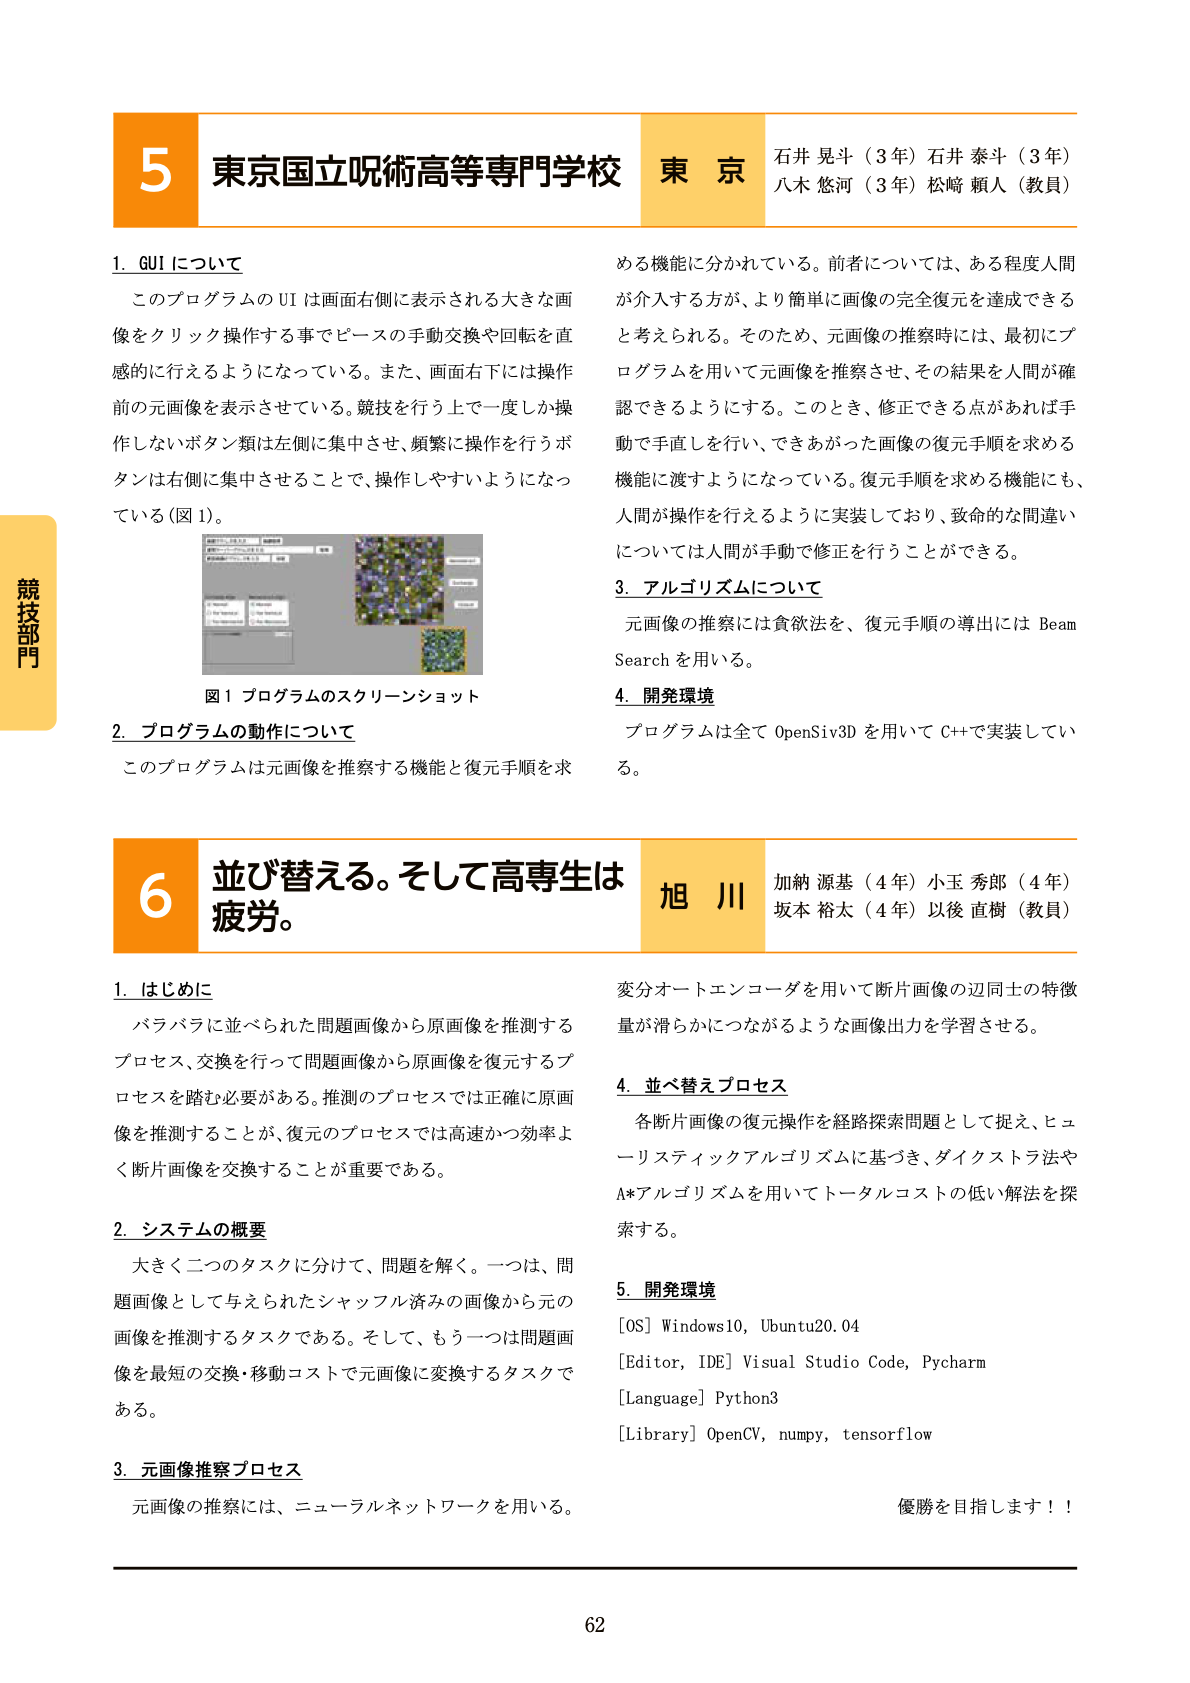 5
東京国立呪術高等専門学校
東 京
石井 晃斗（３年）石井 泰斗（３年）
八木 悠河（３年）松﨑 頼人（教員）
1. GUI について
このプログラムの UI は画面右側に表示される大きな画
像をクリック操作する事でピースの手動交換や回転を直
感的に行えるようになっている。また、画面右下には操作
前の元画像を表示させている。競技を行う上で一度しか操
作しないボタン類は左側に集中させ、頻繁に操作を行うボ
タンは右側に集中させることで、操作しやすいようになっ
ている(図 1)。
図 1 プログラムのスクリーンショット
2. プログラムの動作について
このプログラムは元画像を推察する機能と復元手順を求
める機能に分かれている。前者については、ある程度人間
が介入する方が、より簡単に画像の完全復元を達成できる
と考えられる。そのため、元画像の推察時には、最初にプ
ログラムを用いて元画像を推察させ、その結果を人間が確
認できるようにする。このとき、修正できる点があれば手
動で手直しを行い、できあがった画像の復元手順を求める
機能に渡すようになっている。復元手順を求める機能にも、
人間が操作を行えるように実装しており、致命的な間違い
については人間が手動で修正を行うことができる。
3. アルゴリズムについて
元画像の推察には貪欲法を、復元手順の導出には Beam
Search を用いる。
4. 開発環境
プログラムは全て OpenSiv3D を用いて C++で実装してい
る。
競技部門
6
並び替える。そして高専生は
疲労。
旭 川
加納 源基（４年）小玉 秀郎（４年）
坂本 裕太（４年）以後 直樹（教員）
1. はじめに
バラバラに並べられた問題画像から原画像を推測する
プロセス、交換を行って問題画像から原画像を復元するプ
ロセスを踏む必要がある。推測のプロセスでは正確に原画
像を推測することが、復元のプロセスでは高速かつ効率よ
く断片画像を交換することが重要である。
2. システムの概要
大きく二つのタスクに分けて、問題を解く。一つは、問
題画像として与えられたシャッフル済みの画像から元の
画像を推測するタスクである。そして、もう一つは問題画
像を最短の交換・移動コストで元画像に変換するタスクで
ある。
3. 元画像推察プロセス
元画像の推察には、ニューラルネットワークを用いる。
変分オートエンコーダを用いて断片画像の辺同士の特徴
量が滑らかにつながるような画像出力を学習させる。
4. 並べ替えプロセス
各断片画像の復元操作を経路探索問題として捉え、ヒュ
ーリスティックアルゴリズムに基づき、ダイクストラ法や
A*アルゴリズムを用いてトータルコストの低い解法を探
索する。
5. 開発環境
[OS] Windows10, Ubuntu20.04
[Editor, IDE] Visual Studio Code, Pycharm
[Language] Python3
[Library] OpenCV, numpy, tensorflow
優勝を目指します！！
62